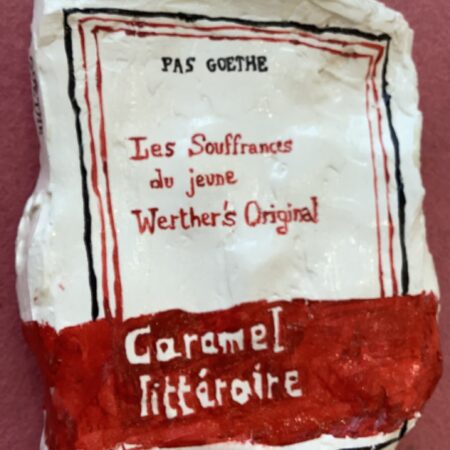 PAS GOETHE
Les Souffrances
du jeune
Werther's Original
Caramel
littéraire